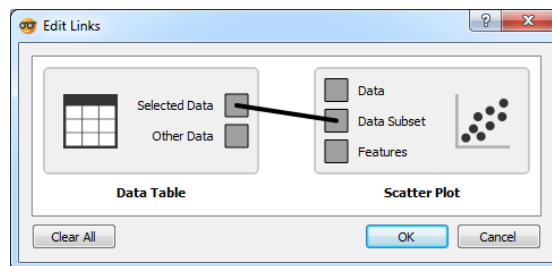 Edit Links
?
Selected Data
Other Data
Data
Data Subset
Features
Data Table
Scatter Plot
Clear All
OK
Cancel